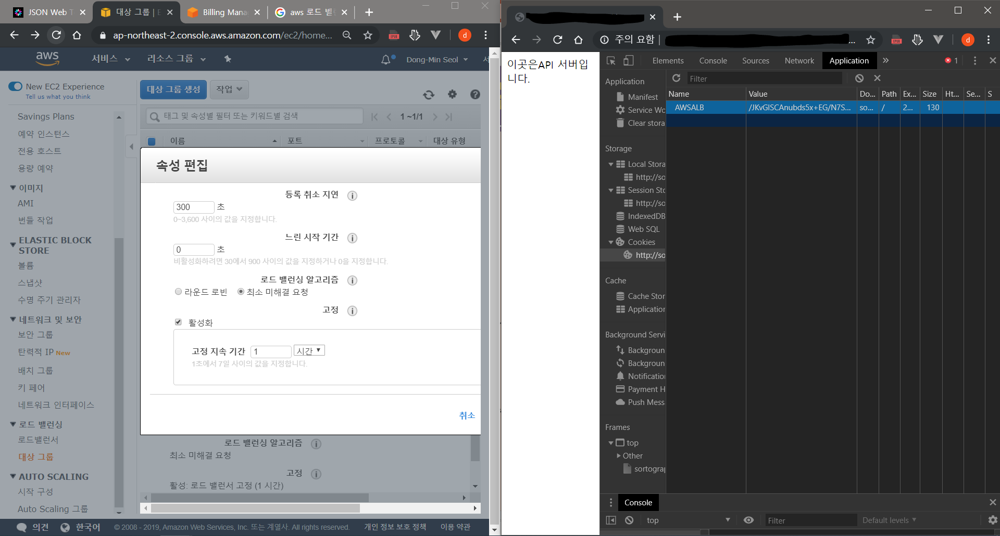 JSON Web T
대상 그룹 | E
Billing Mana
aws 로드 밸런
ap-northeast-2.console.aws.amazon.com/ec2/home...
EPUB
d
aws
서비스
리소스 그룹
Dong-Min Seol
New EC2 Experience
Tell us what you think
Savings Plans
예약 인스턴스
전용 호스트
용량 예약
이미지
AMI
번들 작업
ELASTIC BLOCK
STORE
볼륨
스냅샷
수명 주기 관리자
네트워크 및 보안
보안 그룹
탄력적 IP New
배치 그룹
키 페어
네트워크 인터페이스
로드 밸런싱
로드밸런서
대상 그룹
AUTO SCALING
시작 구성
Auto Scaling 그룹
대상 그룹 생성
작업
태그 및 속성별 필터 또는 키워드별 검색
1 ~1/1
이름
포트
프로토콜
대상 유형
속성 편집
등록 취소 지연
300 초
0~3,600 사이의 값을 지정합니다.
느린 시작 기간
0 초
비활성화하려면 30에서 900 사이의 값을 지정하거나 0을 지정합니다.
로드 밸런싱 알고리즘
라운드 로빈 최소 미해결 요청
고정
활성화
고정 지속 기간 1 시간
1초에서 7일 사이의 값을 지정합니다.
취소
로드 밸런싱 알고리즘
최소 미해결 요청
고정
활성: 로드 밸런서 고정 (1 시간)
의견
한국어
© 2008 - 2019, Amazon Web Services, Inc. 또는 계열사. All rights reserved.
개인 정보 보호 정책
이용 약관
주의 요함
...
EPUB
d
이곳은API 서버입
니다.
Elements
Console
Sources
Network
Application
1
Application
Manifest
Service Wo
Clear stora
Storage
Local Stora
http://so
Session Sto
http://so
IndexedDB
Web SQL
Cookies
http://so
Cache
Cache Stor
Application
Background Servi
Backgroun
Backgroun
Notification
Payment H
Push Mess
Frames
top
Other
sortograp
Filter
Name Value Do... Path Ex... Size Ht... Se... S
AWSALB /JKvGISCAnubds5x+EG/N7S... so... / 2... 130
Console
top
Filter
Default levels